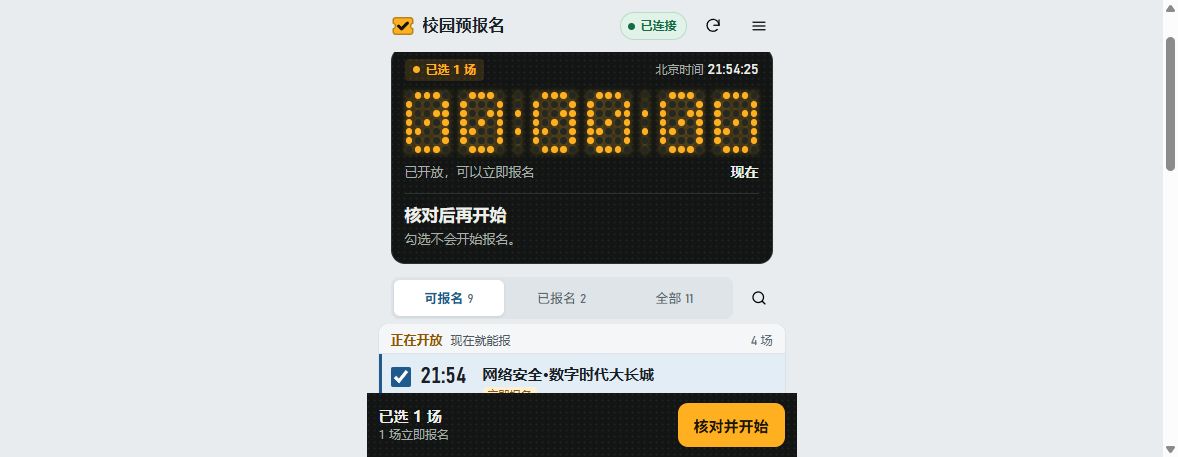 校园预报名
已连接
已选 1 场
北京时间 21:54:25
00:00:00
已开放，可以立即报名
现在
核对后再开始
勾选不会开始报名。
可报名 9
已报名 2
全部 11
正在开放 现在就能报
4 场
21:54 网络安全•数字时代大长城
已选 1 场
1 场立即报名
核对并开始